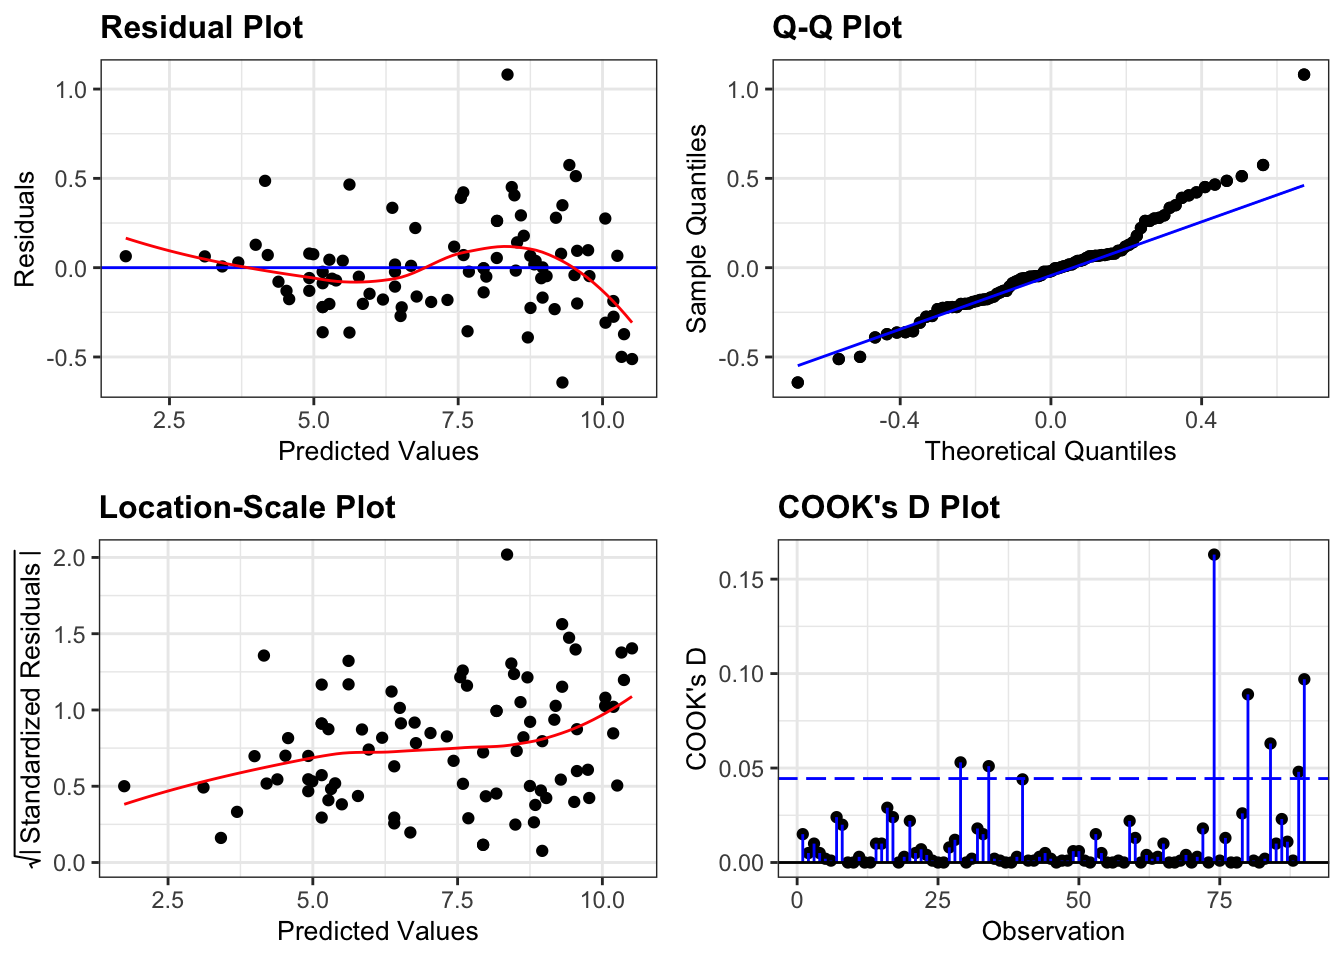 Residual Plot
1.0
0.5
0.0
-0.5
Residuals
2.5 5.0 7.5 10.0
Predicted Values
Q-Q Plot
1.0
0.5
0.0
-0.5
Sample Quantiles
-0.4 0.0 0.4
Theoretical Quantiles
Location-Scale Plot
2.0
1.5
1.0
0.5
0.0
√| Standardized Residuals |
2.5 5.0 7.5 10.0
Predicted Values
COOK's D Plot
0.15
0.10
0.05
0.00
COOK's D
0 25 50 75
Observation